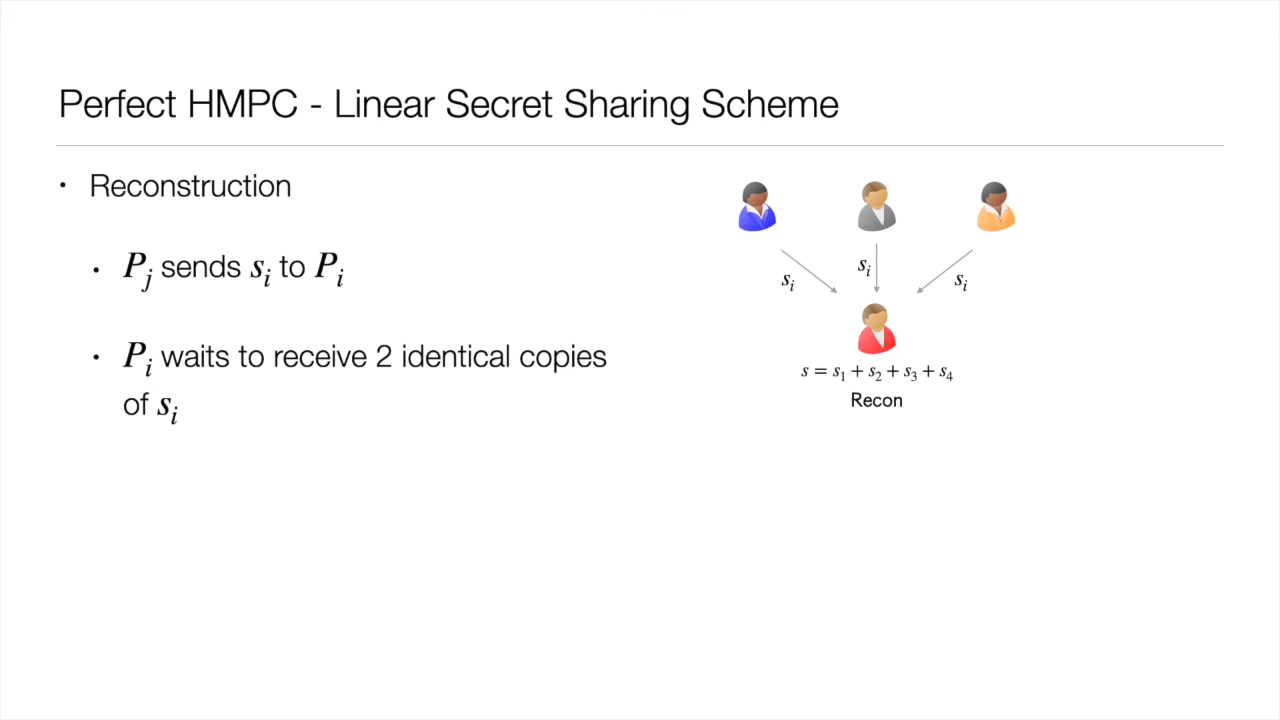 Perfect HMPC - Linear Secret Sharing Scheme
• Reconstruction
• P_j sends s_i to P_i
• P_i waits to receive 2 identical copies
of s_i
s_i
s_i
s_i
s = s_1 + s_2 + s_3 + s_4
Recon